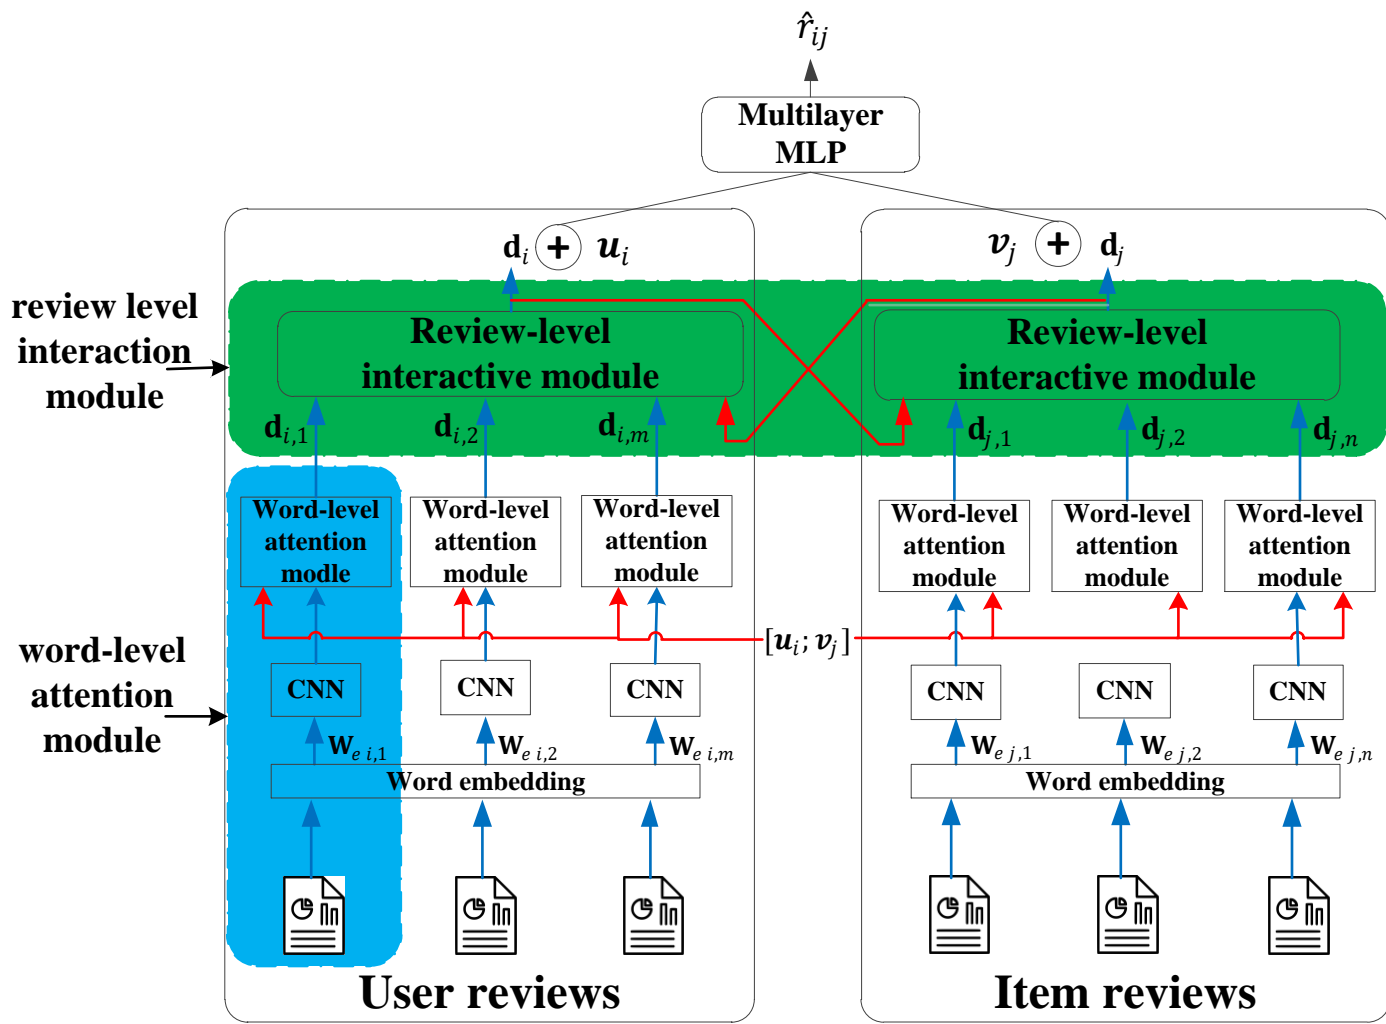 r̂ij
Multilayer
MLP
di + ui
vj + dj
review level
interaction
module
Review-level
interactive module
Review-level
interactive module
di,1
di,2
di,m
dj,1
dj,2
dj,n
Word-level
attention
modle
Word-level
attention
module
Word-level
attention
module
Word-level
attention
module
Word-level
attention
module
Word-level
attention
module
[ui; vj]
word-level
attention
module
CNN
CNN
CNN
CNN
CNN
CNN
We i,1
We i,2
We i,m
We j,1
We j,2
We j,n
Word embedding
Word embedding
User reviews
Item reviews